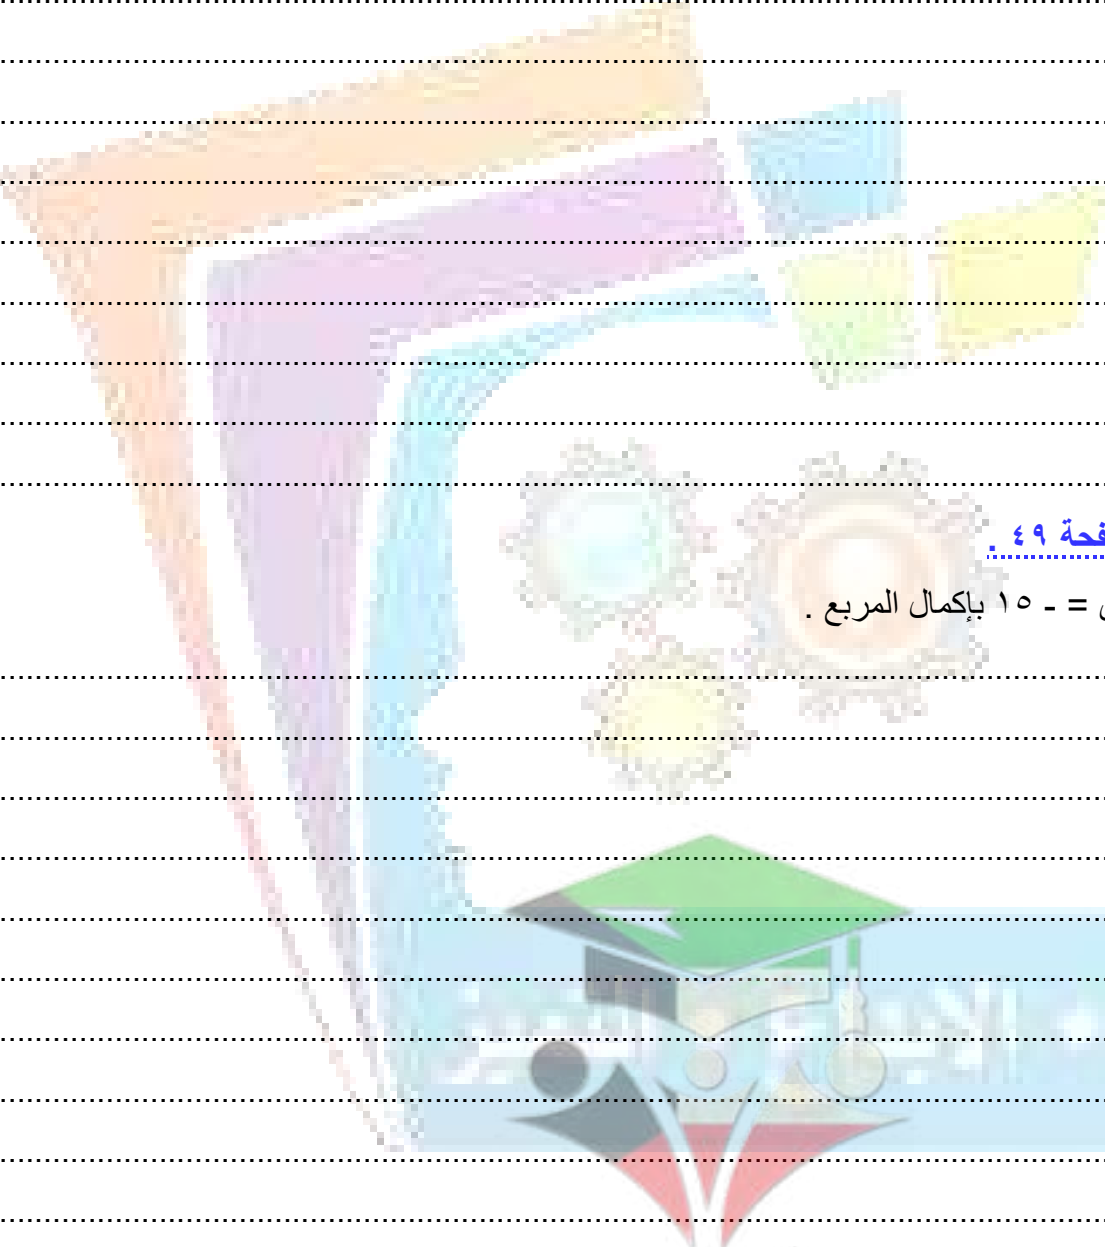 فحة ٤٩ .
= - ١٥ بإكمال المربع .